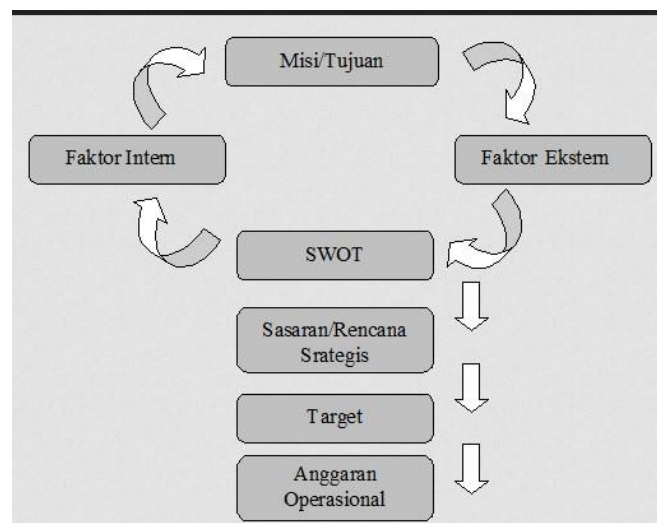 Misi/Tujuan
Faktor Intern
Faktor Ekstern
SWOT
Sasaran/Rencana
Srategis
Target
Anggaran
Operasional